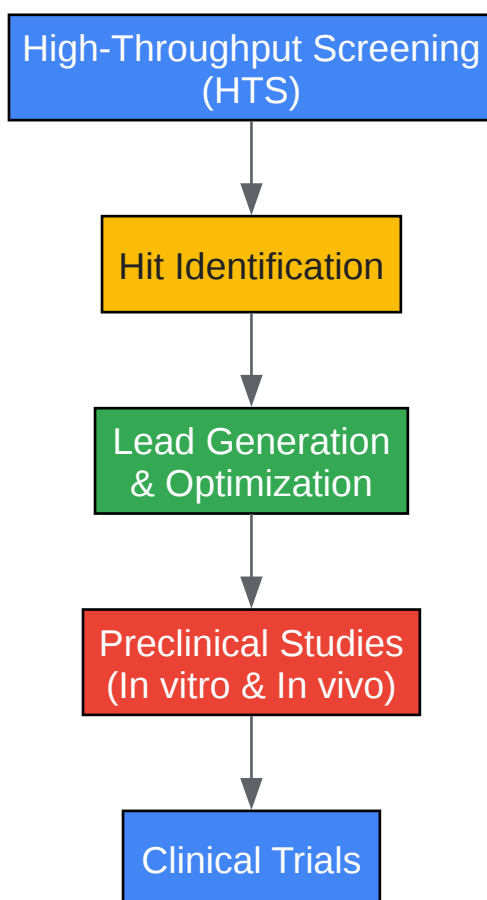 High-Throughput Screening
(HTS)
Hit Identification
Lead Generation
& Optimization
Preclinical Studies
(In vitro & In vivo)
Clinical Trials